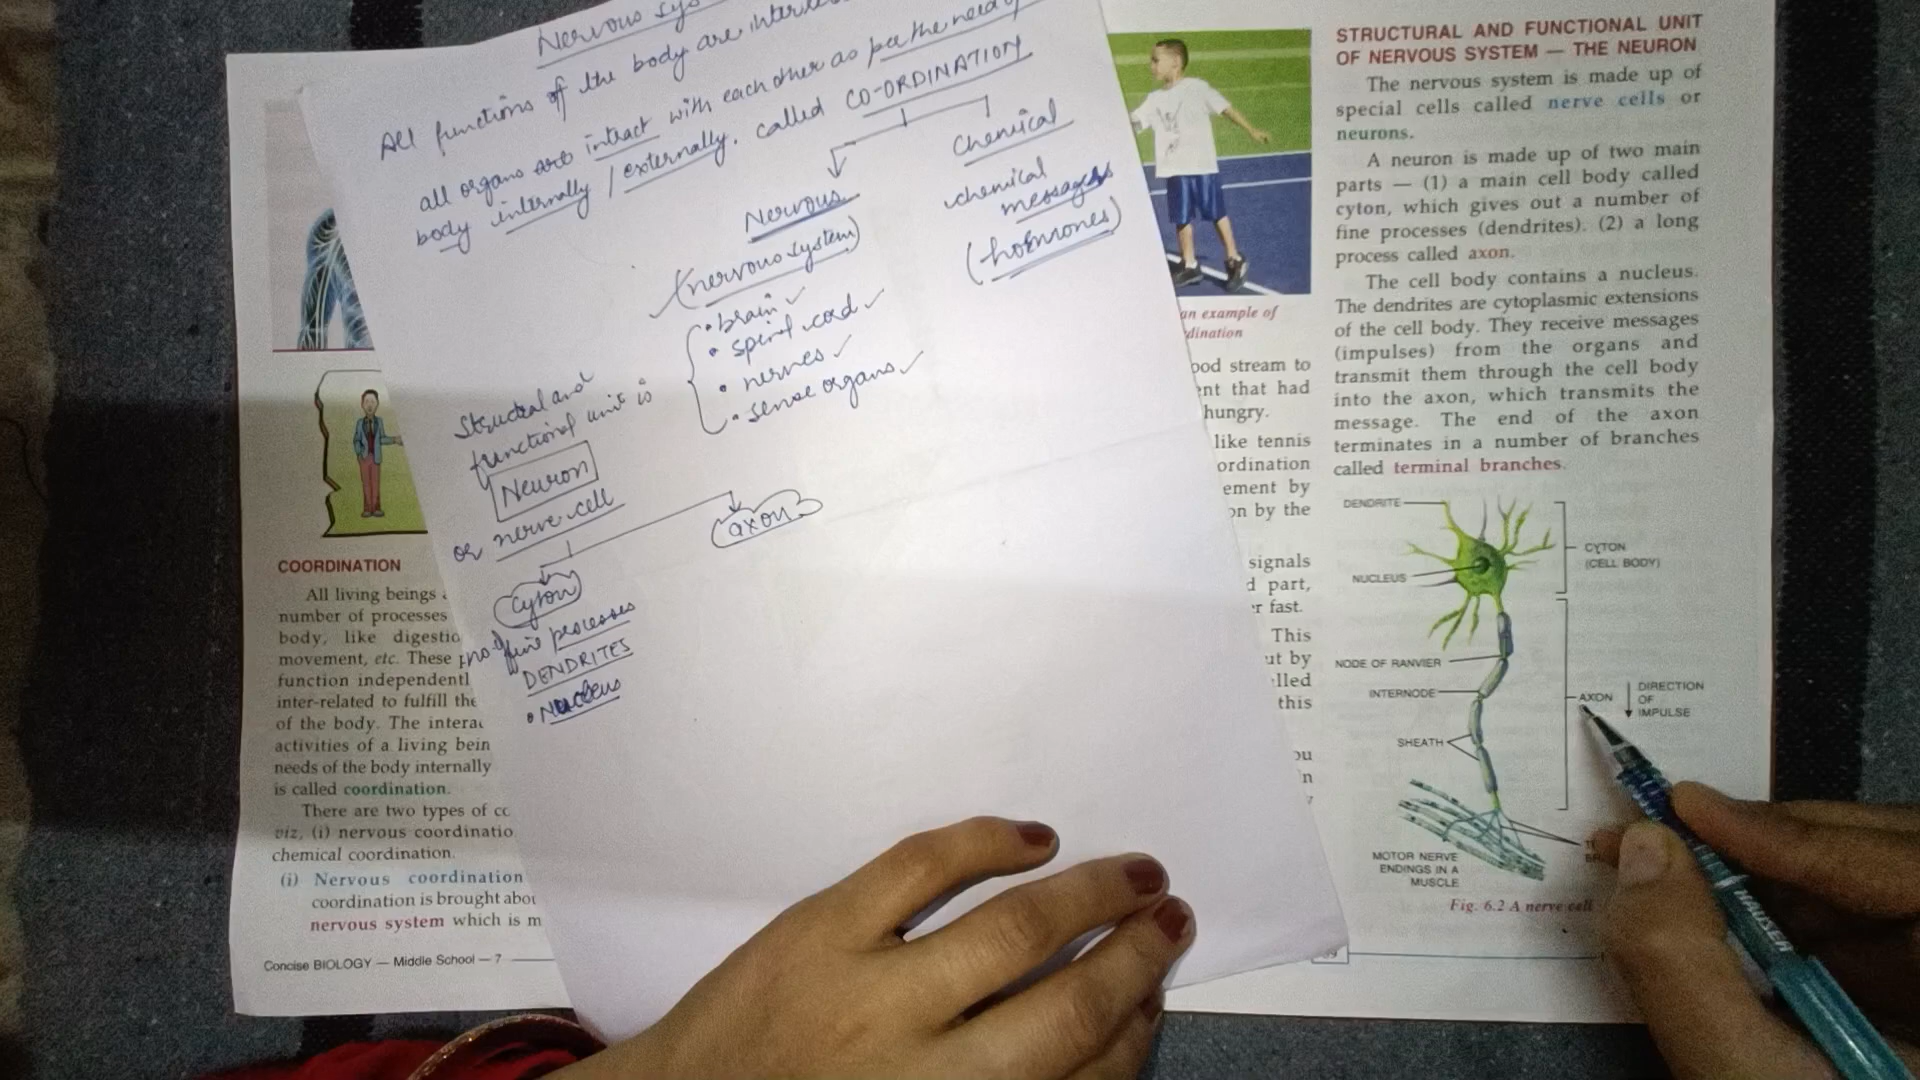 Nervous sys
All functions of the body are inter
all organs are intract with each other as per the need of
body internally / externally. called CO-ORDINATION
Nervous
(nervous system)
• brain ✓
• spinl cord ✓
• nerves ✓
• sense organs ✓
Chemical
chemical
messages
(hormones)
Structral and
functional unit is
Neuron
or nerve cell
axon
Cyton
no. of fine processes
DENDRITES
• Nucleus
COORDINATION
All living beings
number of processes
body, like digestio
movement, etc. These
function independentl
inter-related to fulfill the
of the body. The intera
activities of a living bein
needs of the body internally
is called coordination.
There are two types of co
viz, (i) nervous coordinatio
chemical coordination.
(i) Nervous coordination
coordination is brought abou
nervous system which is m
Concise BIOLOGY — Middle School — 7
an example of
dination
ood stream to
ent that had
hungry.
like tennis
ordination
ement by
on by the
signals
d part,
r fast.
This
ut by
lled
this
ou
n
STRUCTURAL AND FUNCTIONAL UNIT
OF NERVOUS SYSTEM — THE NEURON
The nervous system is made up of
special cells called nerve cells or
neurons.
A neuron is made up of two main
parts — (1) a main cell body called
cyton, which gives out a number of
fine processes (dendrites). (2) a long
process called axon.
The cell body contains a nucleus.
The dendrites are cytoplasmic extensions
of the cell body. They receive messages
(impulses) from the organs and
transmit them through the cell body
into the axon, which transmits the
message. The end of the axon
terminates in a number of branches
called terminal branches.
DENDRITE
CYTON
(CELL BODY)
NUCLEUS
NODE OF RANVIER
INTERNODE
AXON
DIRECTION
OF
IMPULSE
SHEATH
MOTOR NERVE
ENDINGS IN A
MUSCLE
Fig. 6.2 A nerve cell
HAUSER